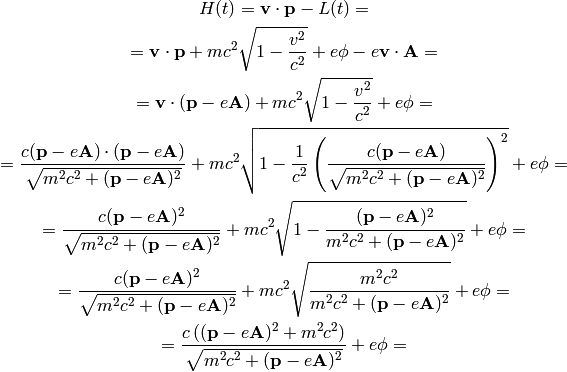 $H(t) = \mathbf{v} \cdot \mathbf{p} - L(t) =$
$= \mathbf{v} \cdot \mathbf{p} + mc^2 \sqrt{1 - \frac{v^2}{c^2}} + e\phi - e\mathbf{v} \cdot \mathbf{A} =$
$= \mathbf{v} \cdot (\mathbf{p} - e\mathbf{A}) + mc^2 \sqrt{1 - \frac{v^2}{c^2}} + e\phi =$
$= \frac{c(\mathbf{p} - e\mathbf{A}) \cdot (\mathbf{p} - e\mathbf{A})}{\sqrt{m^2c^2 + (\mathbf{p} - e\mathbf{A})^2}} + mc^2 \sqrt{1 - \frac{1}{c^2} \left( \frac{c(\mathbf{p} - e\mathbf{A})}{\sqrt{m^2c^2 + (\mathbf{p} - e\mathbf{A})^2}} \right)^2} + e\phi =$
$= \frac{c(\mathbf{p} - e\mathbf{A})^2}{\sqrt{m^2c^2 + (\mathbf{p} - e\mathbf{A})^2}} + mc^2 \sqrt{1 - \frac{(\mathbf{p} - e\mathbf{A})^2}{m^2c^2 + (\mathbf{p} - e\mathbf{A})^2}} + e\phi =$
$= \frac{c(\mathbf{p} - e\mathbf{A})^2}{\sqrt{m^2c^2 + (\mathbf{p} - e\mathbf{A})^2}} + mc^2 \sqrt{\frac{m^2c^2}{m^2c^2 + (\mathbf{p} - e\mathbf{A})^2}} + e\phi =$
$= \frac{c\left((\mathbf{p} - e\mathbf{A})^2 + m^2c^2\right)}{\sqrt{m^2c^2 + (\mathbf{p} - e\mathbf{A})^2}} + e\phi =$